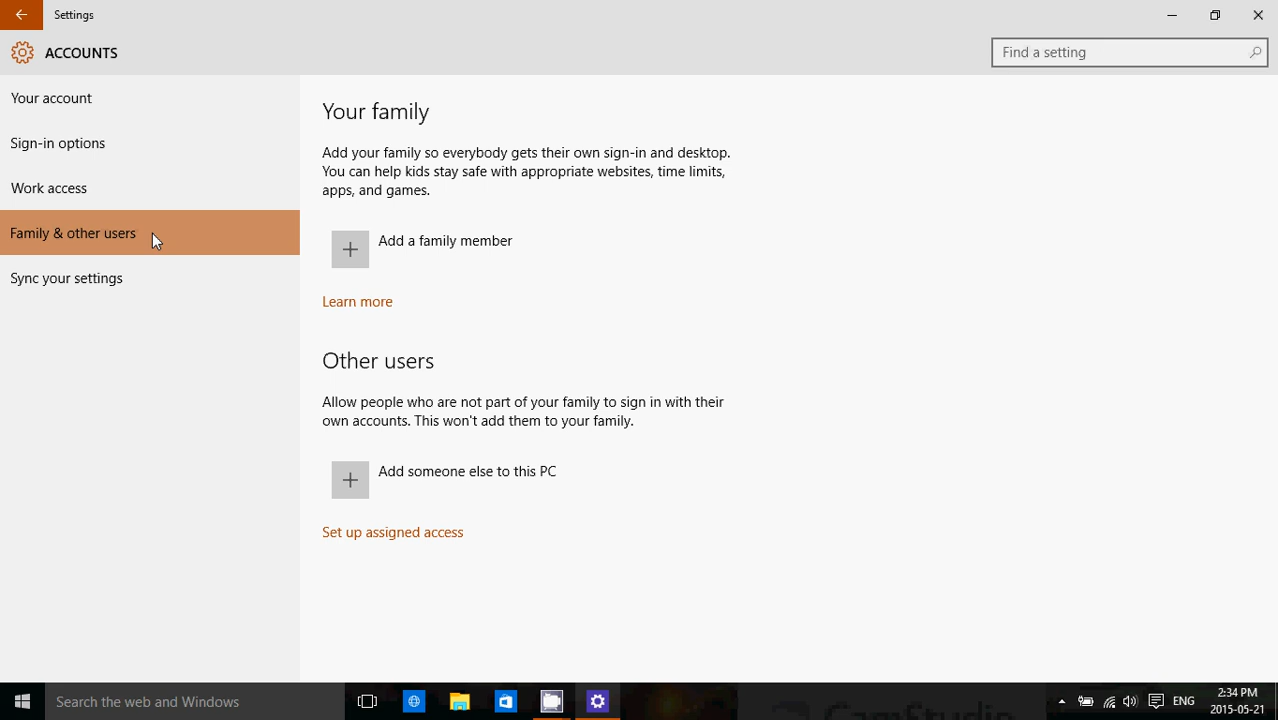 Settings
ACCOUNTS
Find a setting
Your account
Sign-in options
Work access
Family & other users
Sync your settings
Your family
Add your family so everybody gets their own sign-in and desktop.
You can help kids stay safe with appropriate websites, time limits,
apps, and games.
Add a family member
Learn more
Other users
Allow people who are not part of your family to sign in with their
own accounts. This won't add them to your family.
Add someone else to this PC
Set up assigned access
Search the web and Windows
CamStudio
ENG
2:34 PM
2015-05-21